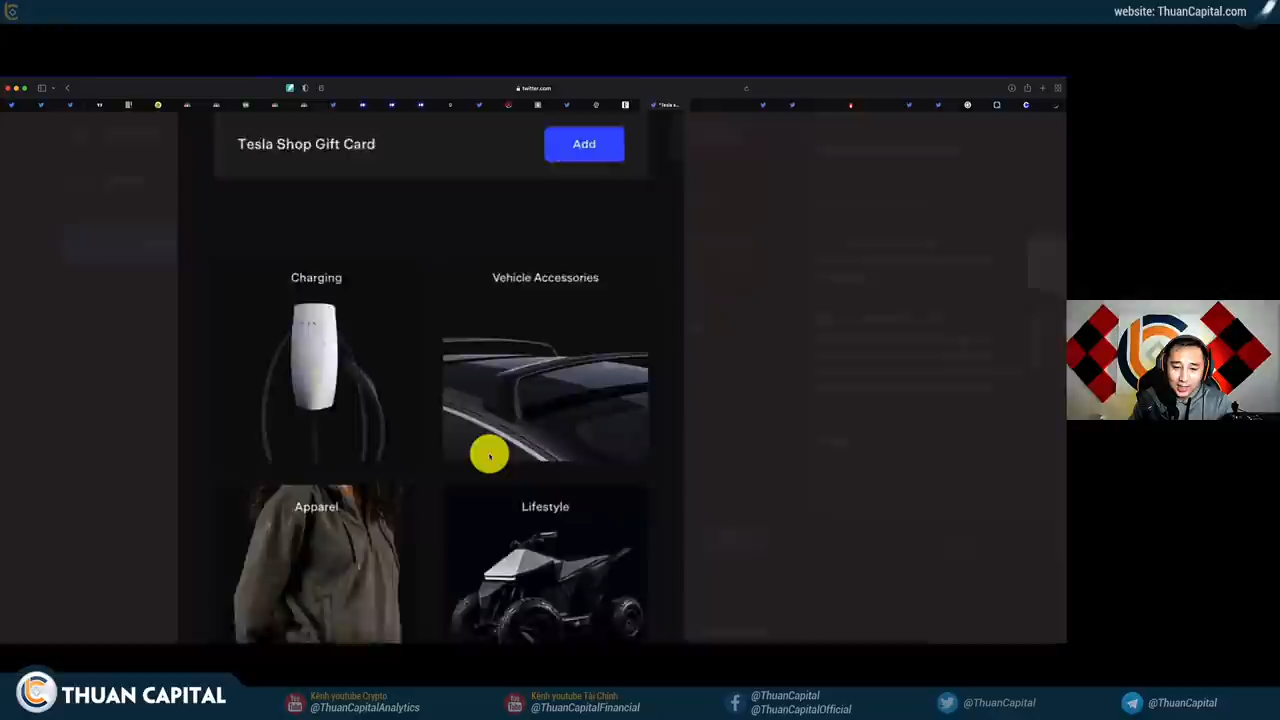 website: ThuanCapital.com
twitter.com
Tesla Shop Gift Card
Add
Charging
Vehicle Accessories
Apparel
Lifestyle
THUAN CAPITAL
Kênh youtube Crypto
@ThuanCapitalAnalytics
Kênh youtube Tài Chính
@ThuanCapitalFinancial
@ThuanCapital
@ThuanCapitalOfficial
@ThuanCapital
@ThuanCapital